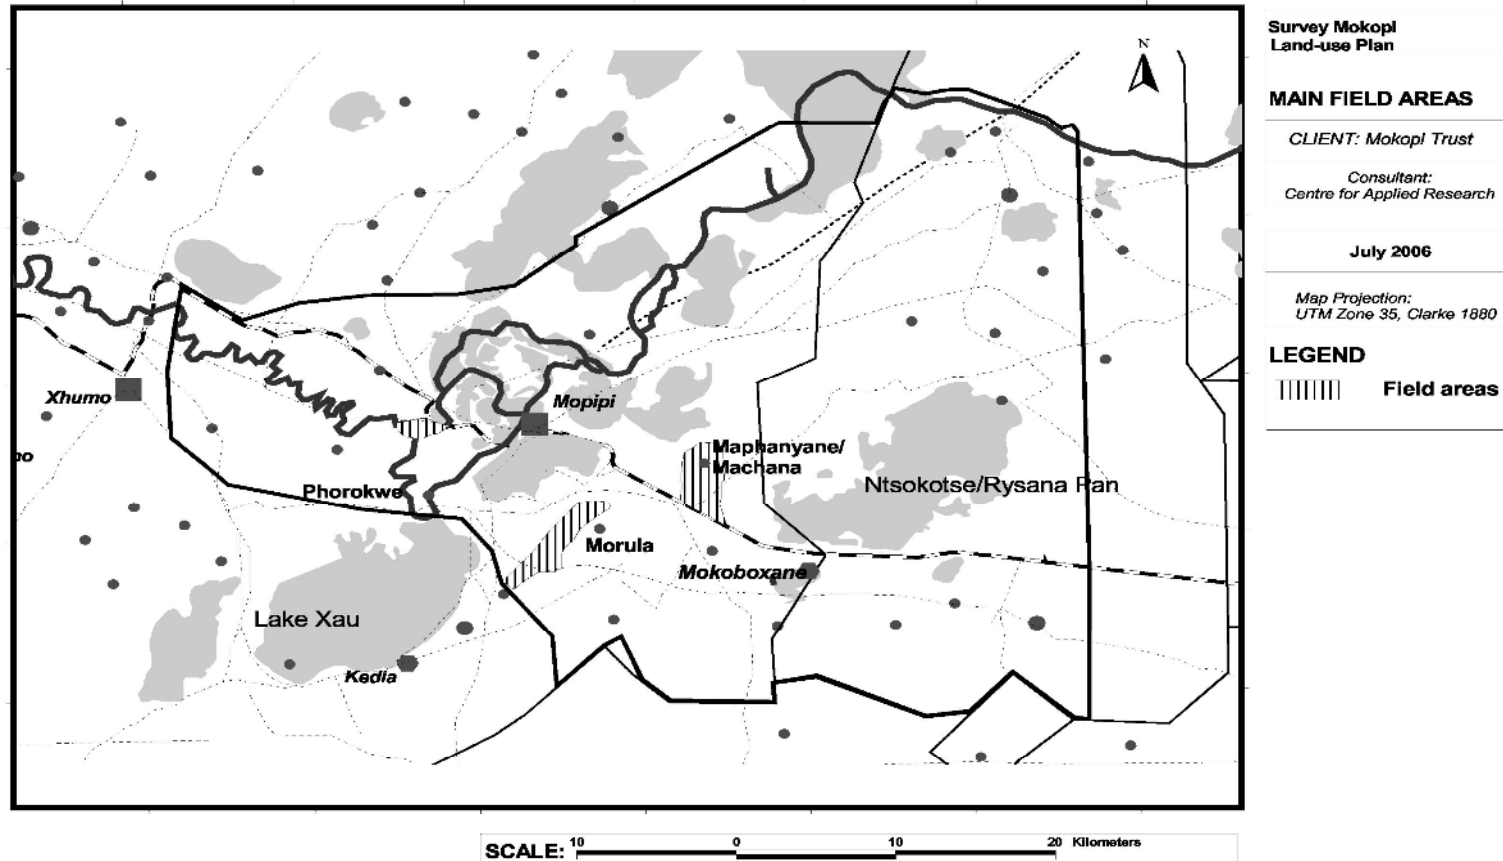 N
Xhumo
Mopipi
Maphanyane/
Machana
Ntsokotse/Rysana Pan
Phorokwe
Morula
Mokoboxane
Lake Xau
Kedia
Survey Mokopi
Land-use Plan
MAIN FIELD AREAS
CLIENT: Mokopi Trust
Consultant:
Centre for Applied Research
July 2006
Map Projection:
UTM Zone 35, Clarke 1880
LEGEND
Field areas
SCALE: 10 0 10 20 Kilometers